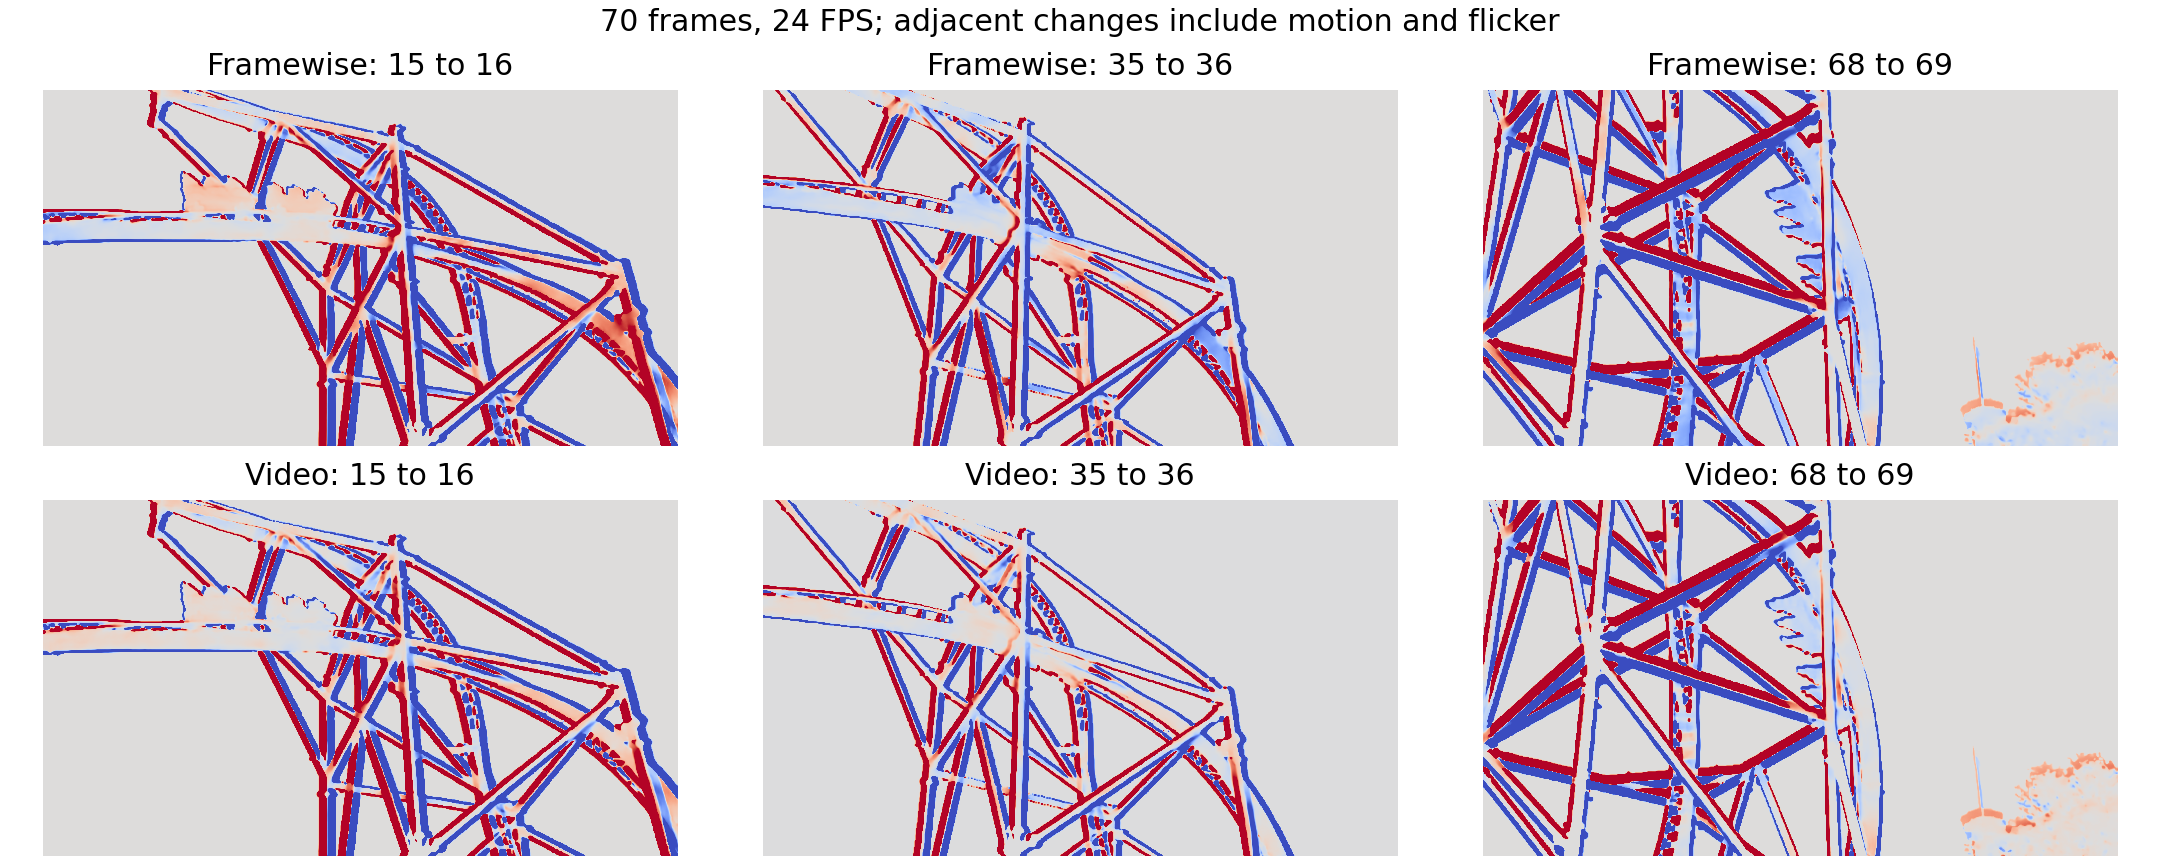 70 frames, 24 FPS; adjacent changes include motion and flicker
Framewise: 15 to 16
Framewise: 35 to 36
Framewise: 68 to 69
Video: 15 to 16
Video: 35 to 36
Video: 68 to 69